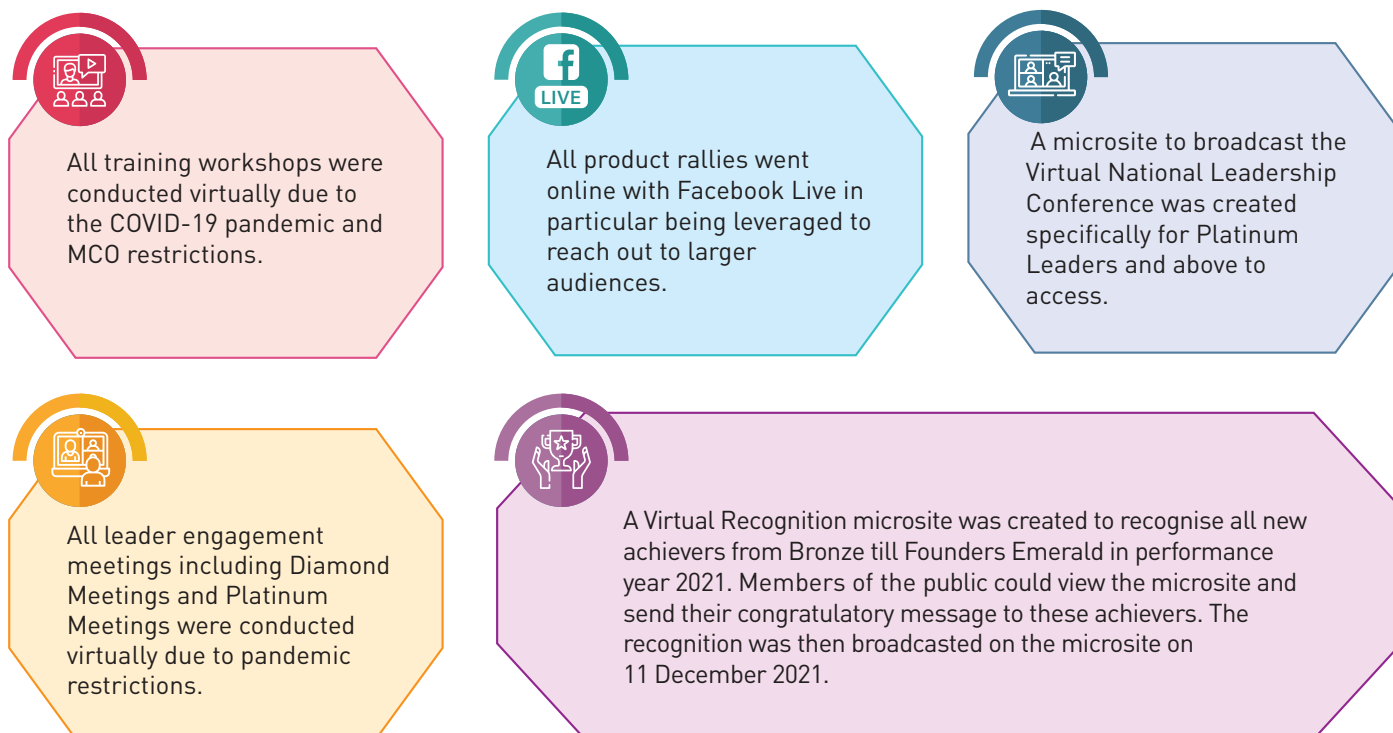 All training workshops were
conducted virtually due to
the COVID-19 pandemic and
MCO restrictions.
f
LIVE
All product rallies went
online with Facebook Live in
particular being leveraged to
reach out to larger
audiences.
A microsite to broadcast the
Virtual National Leadership
Conference was created
specifically for Platinum
Leaders and above to
access.
All leader engagement
meetings including Diamond
Meetings and Platinum
Meetings were conducted
virtually due to pandemic
restrictions.
A Virtual Recognition microsite was created to recognise all new
achievers from Bronze till Founders Emerald in performance
year 2021. Members of the public could view the microsite and
send their congratulatory message to these achievers. The
recognition was then broadcasted on the microsite on
11 December 2021.